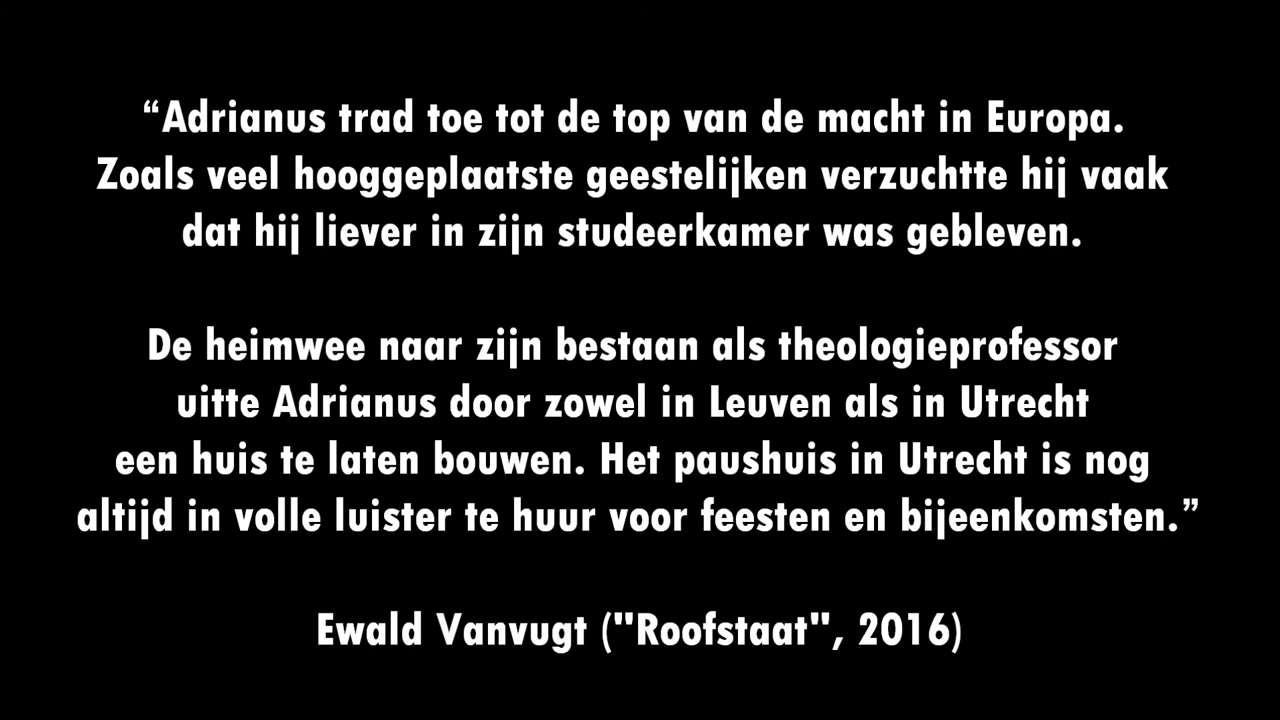 “Adrianus trad toe tot de top van de macht in Europa.
Zoals veel hooggeplaatste geestelijken verzuchtte hij vaak
dat hij liever in zijn studeerkamer was gebleven.
De heimwee naar zijn bestaan als theologieprofessor
uitte Adrianus door zowel in Leuven als in Utrecht
een huis te laten bouwen. Het paushuis in Utrecht is nog
altijd in volle luister te huur voor feesten en bijeenkomsten.”
Ewald Vanvugt ("Roofstaat", 2016)